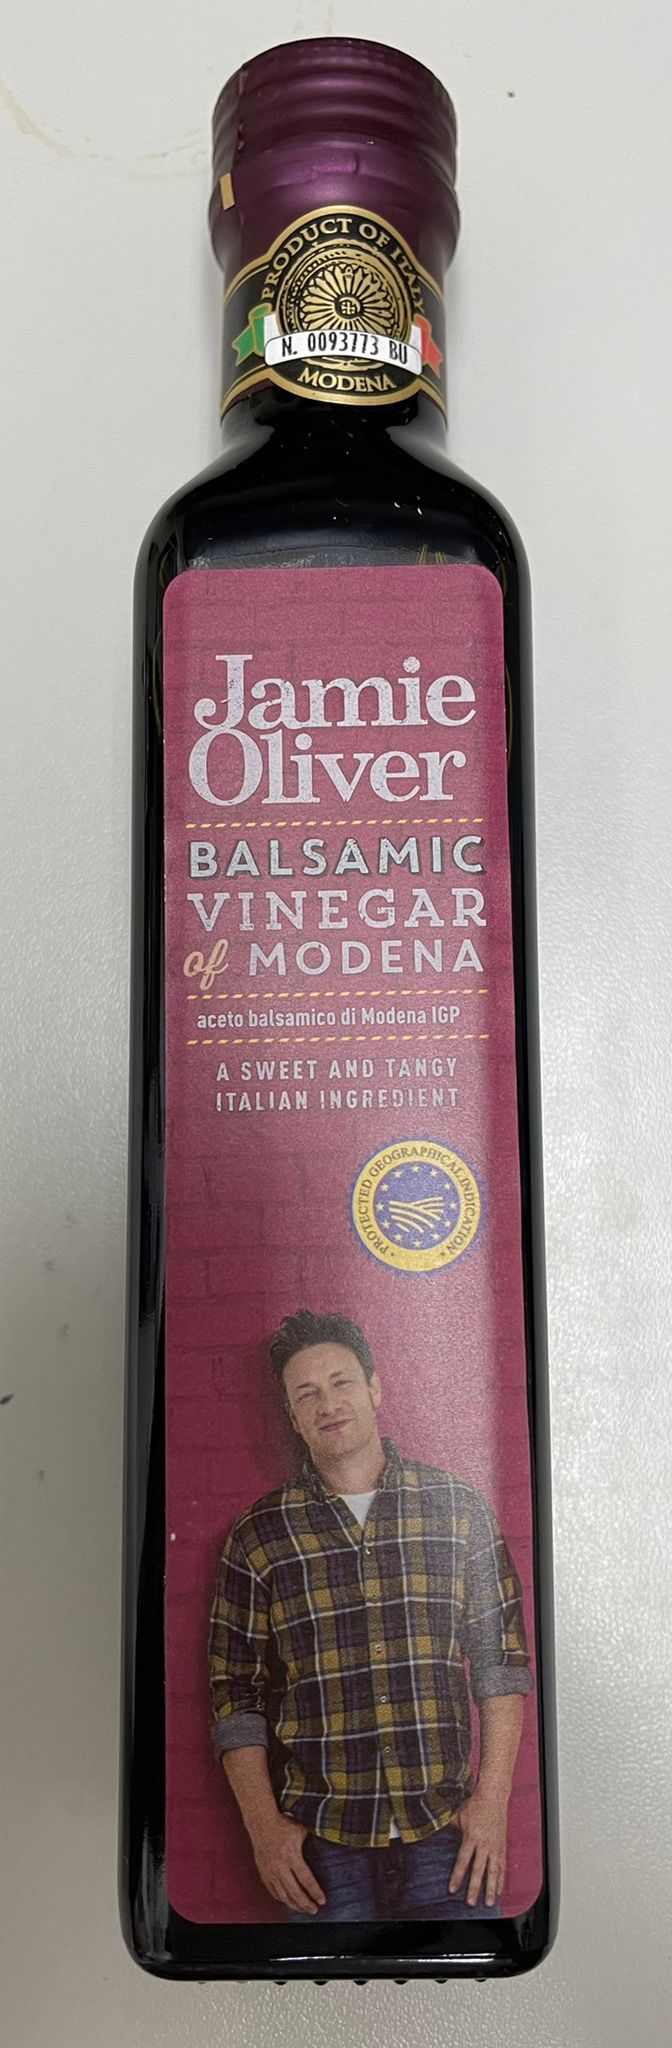 PRODUCT OF ITALY
N. 0093773 BU
MODENA
Jamie
Oliver
BALSAMIC
VINEGAR
of MODENA
aceto balsamico di Modena IGP
A SWEET AND TANGY
ITALIAN INGREDIENT
PROTECTED GEOGRAPHICAL INDICATION